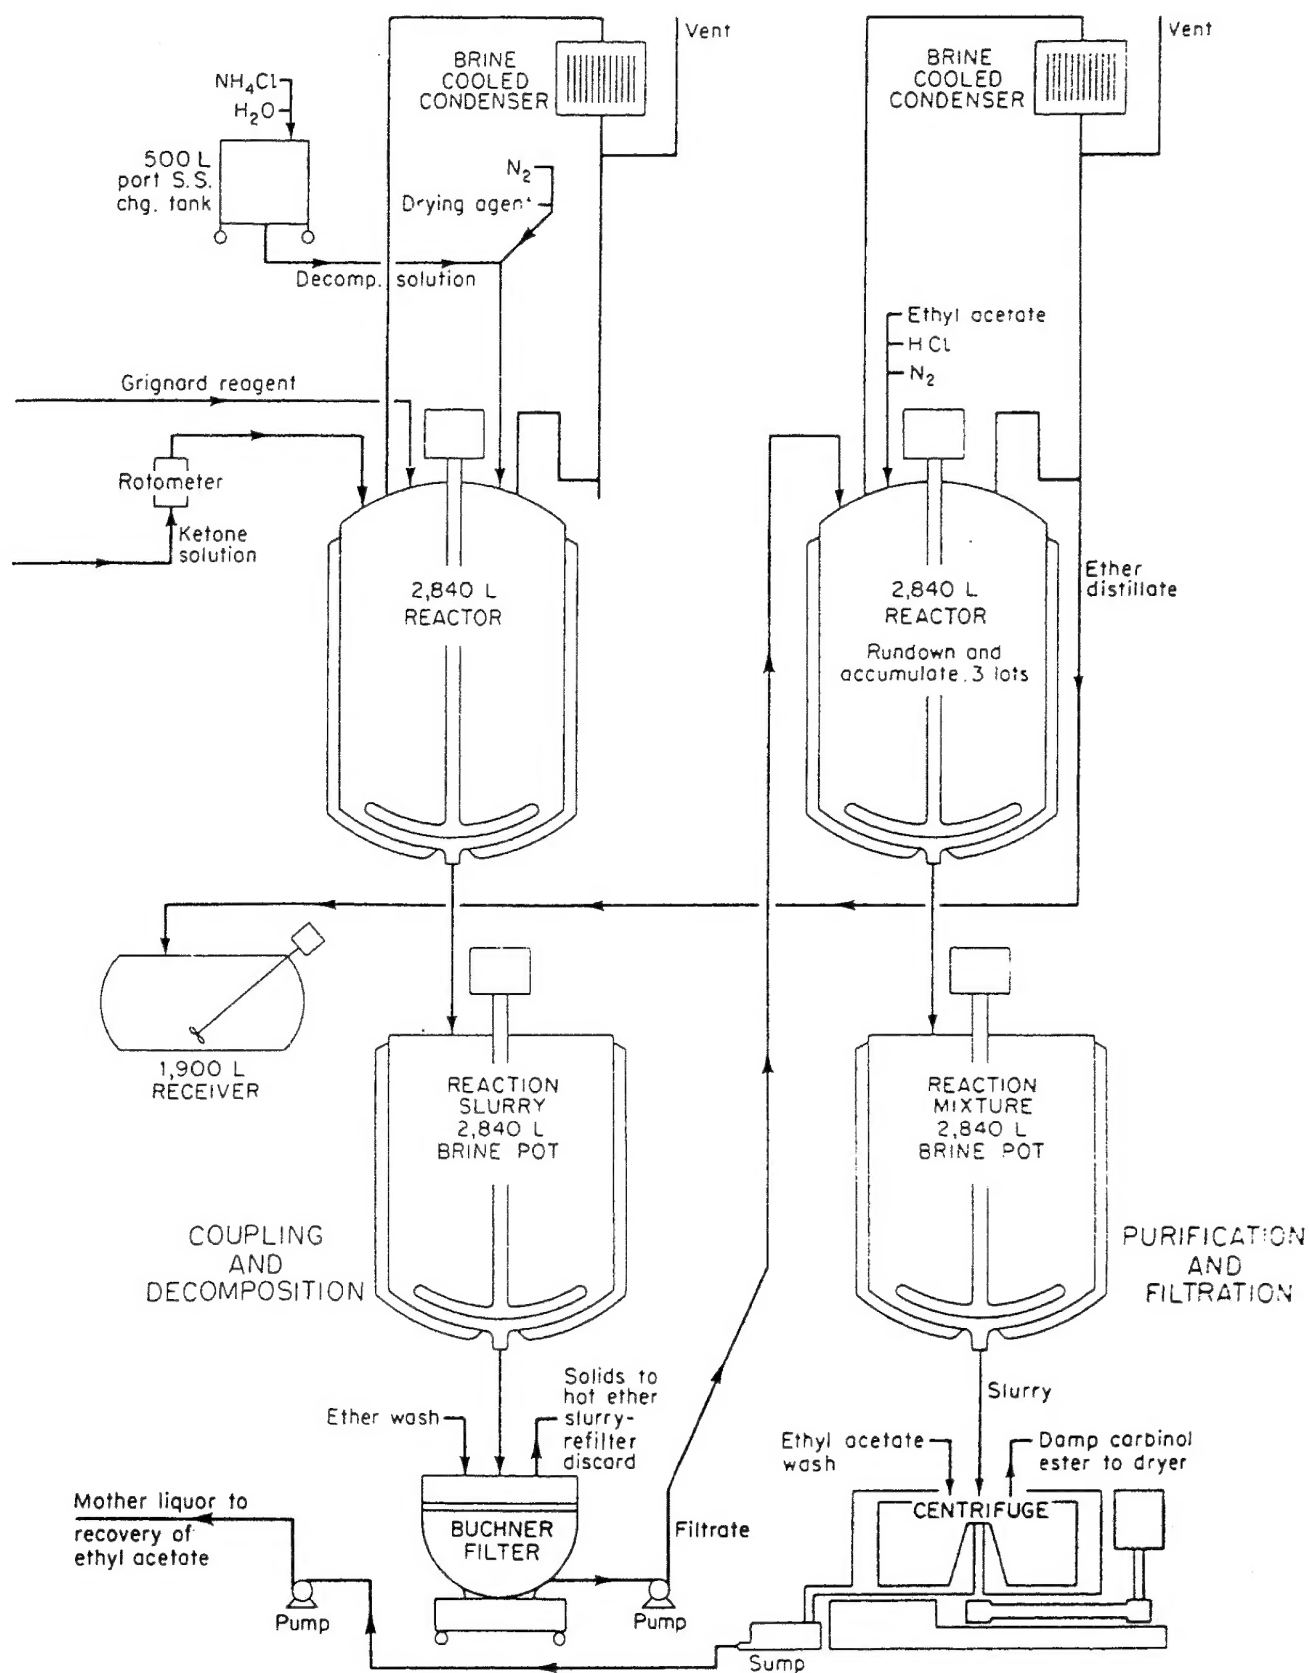 Vent
BRINE
COOLED
CONDENSER
Vent
BRINE
COOLED
CONDENSER
NH4Cl
H2O
500 L
port S.S.
chg. tank
N2
Drying agent
Decomp. solution
Ethyl acetate
HCl
N2
Grignard reagent
Rotometer
Ketone
solution
2,840 L
REACTOR
2,840 L
REACTOR
Rundown and
accumulate. 3 lots
Ether
distillate
1,900 L
RECEIVER
REACTION
SLURRY
2,840 L
BRINE POT
REACTION
MIXTURE
2,840 L
BRINE POT
COUPLING
AND
DECOMPOSITION
PURIFICATION
AND
FILTRATION
Ether wash
Solids to
hot ether
slurry-
refilter
discard
Slurry
Ethyl acetate
wash
Damp carbinol
ester to dryer
Mother liquor to
recovery of
ethyl acetate
BUCHNER
FILTER
Filtrate
CENTRIFUGE
Pump
Pump
Sump